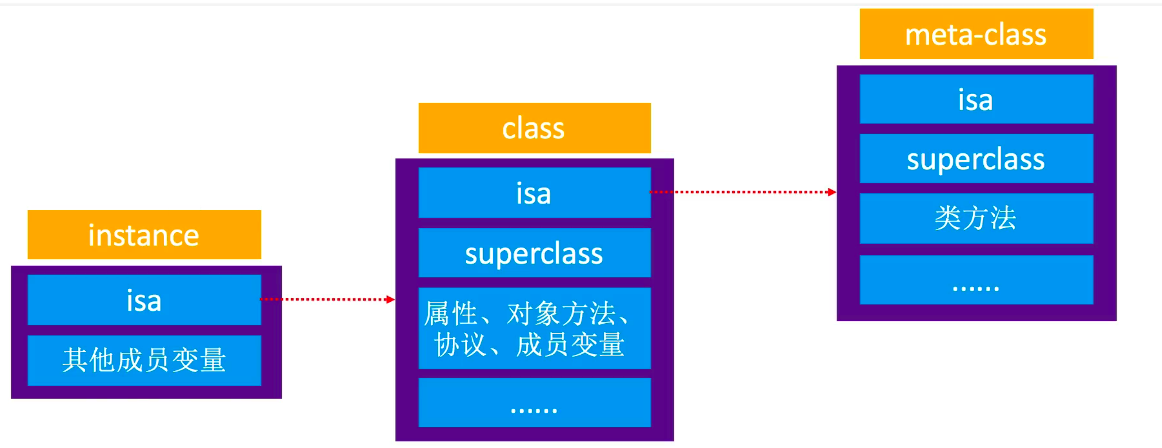 instance
isa
其他成员变量
class
isa
superclass
属性、对象方法、
协议、成员变量
......
meta-class
isa
superclass
类方法
......